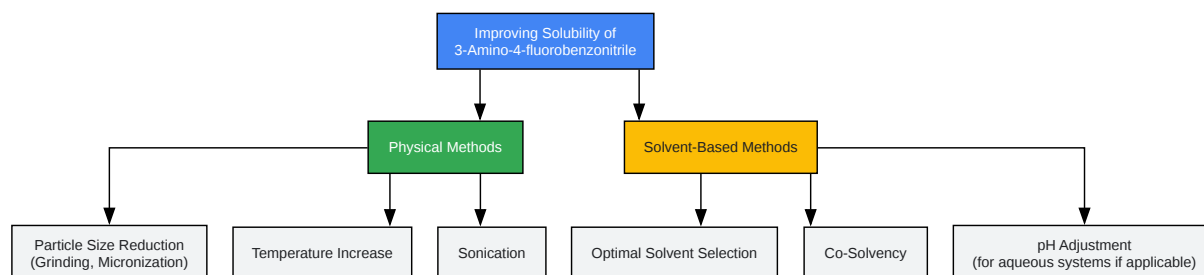 Improving Solubility of
3-Amino-4-fluorobenzonitrile
Physical Methods
Solvent-Based Methods
Particle Size Reduction
(Grinding, Micronization)
Temperature Increase
Sonication
Optimal Solvent Selection
Co-Solvency
pH Adjustment
(for aqueous systems if applicable)